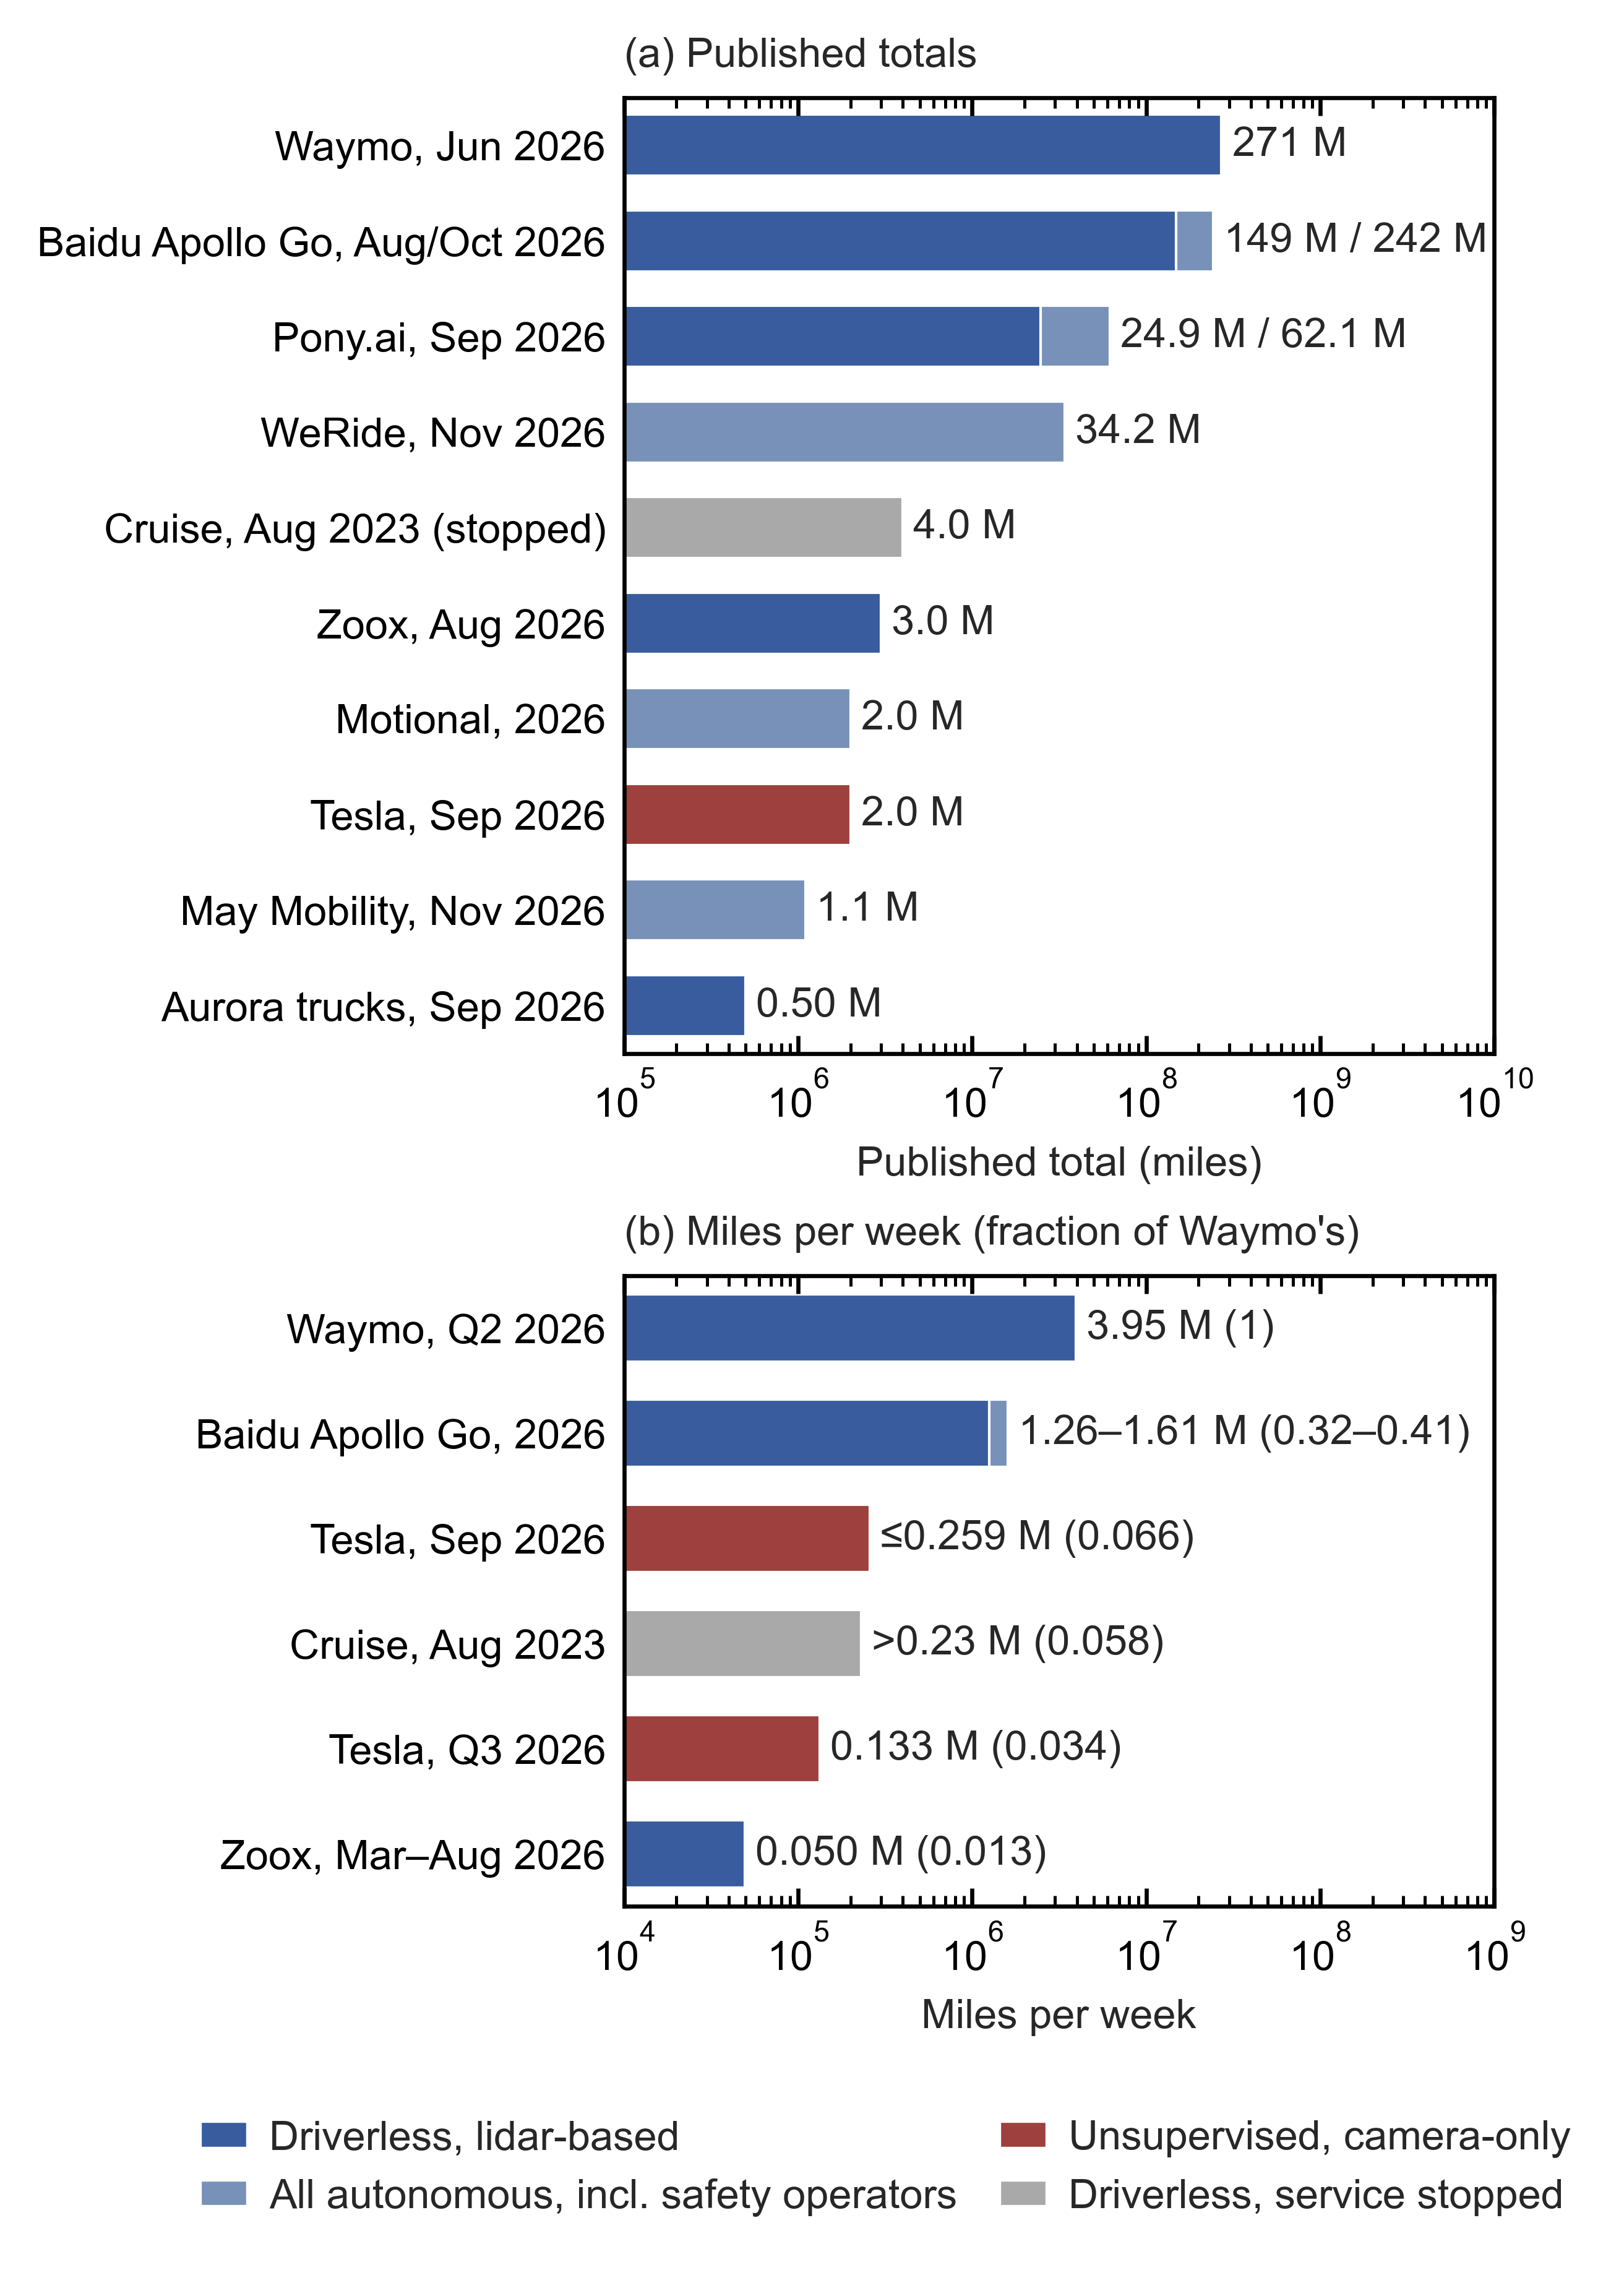 (a) Published totals
Waymo, Jun 2026
271 M
Baidu Apollo Go, Aug/Oct 2026
149 M / 242 M
Pony.ai, Sep 2026
24.9 M / 62.1 M
WeRide, Nov 2026
34.2 M
Cruise, Aug 2023 (stopped)
4.0 M
Zoox, Aug 2026
3.0 M
Motional, 2026
2.0 M
Tesla, Sep 2026
2.0 M
May Mobility, Nov 2026
1.1 M
Aurora trucks, Sep 2026
0.50 M
10^5 10^6 10^7 10^8 10^9 10^10
Published total (miles)
(b) Miles per week (fraction of Waymo's)
Waymo, Q2 2026
3.95 M (1)
Baidu Apollo Go, 2026
1.26–1.61 M (0.32–0.41)
Tesla, Sep 2026
≤0.259 M (0.066)
Cruise, Aug 2023
>0.23 M (0.058)
Tesla, Q3 2026
0.133 M (0.034)
Zoox, Mar–Aug 2026
0.050 M (0.013)
10^4 10^5 10^6 10^7 10^8 10^9
Miles per week
Driverless, lidar-based
All autonomous, incl. safety operators
Unsupervised, camera-only
Driverless, service stopped